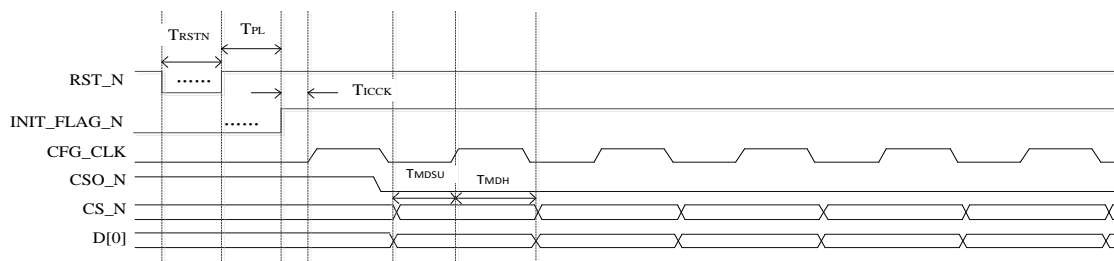 TRSTN
TPL
RST_N
......
TICCK
INIT_FLAG_N
......
CFG_CLK
CSO_N
TMDSU
TMDH
CS_N
D[0]